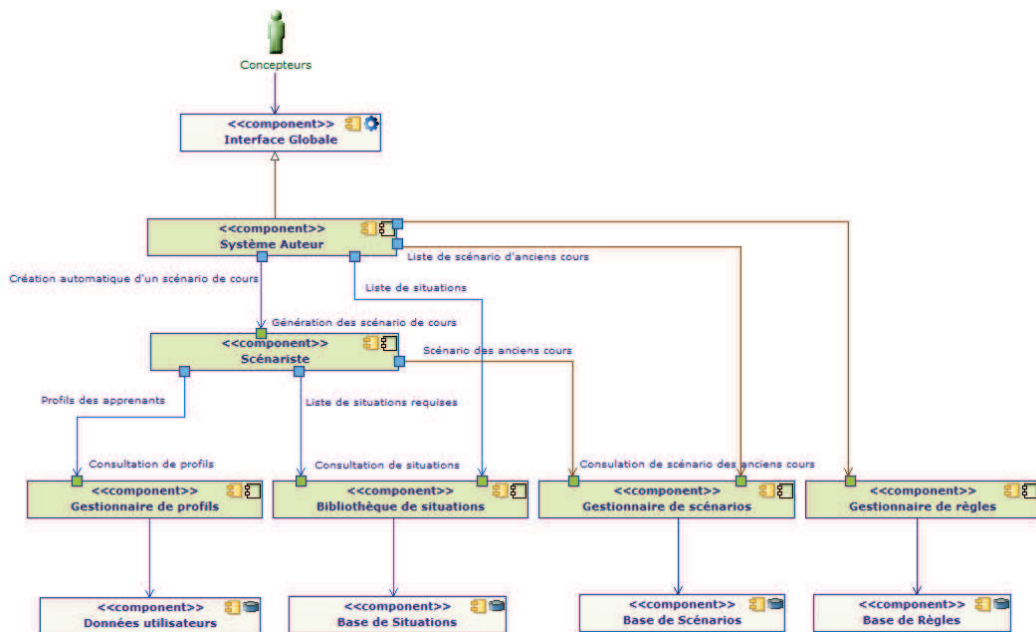 Concepteurs
<<component>>
Interface Globale
<<component>>
Système Auteur
Liste de scénario d'anciens cours
Création automatique d'un scénario de cours
Liste de situations
Génération des scénario de cours
<<component>>
Scénariste
Scénario des anciens cours
Profils des apprenants
Liste de situations requises
Consultation de profils
Consultation de situations
Consulation de scénario des anciens cours
<<component>>
Gestionnaire de profils
<<component>>
Bibliothèque de situations
<<component>>
Gestionnaire de scénarios
<<component>>
Gestionnaire de règles
<<component>>
Données utilisateurs
<<component>>
Base de Situations
<<component>>
Base de Scénarios
<<component>>
Base de Règles